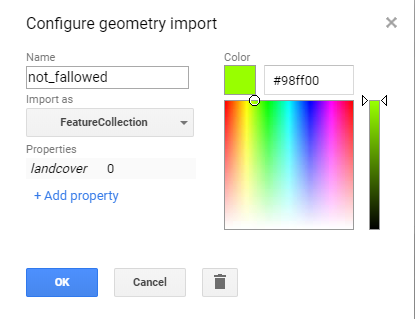 Configure geometry import
Name
Color
not_fallowed
#98ff00
Import as
FeatureCollection
Properties
landcover 0
+ Add property
OK
Cancel